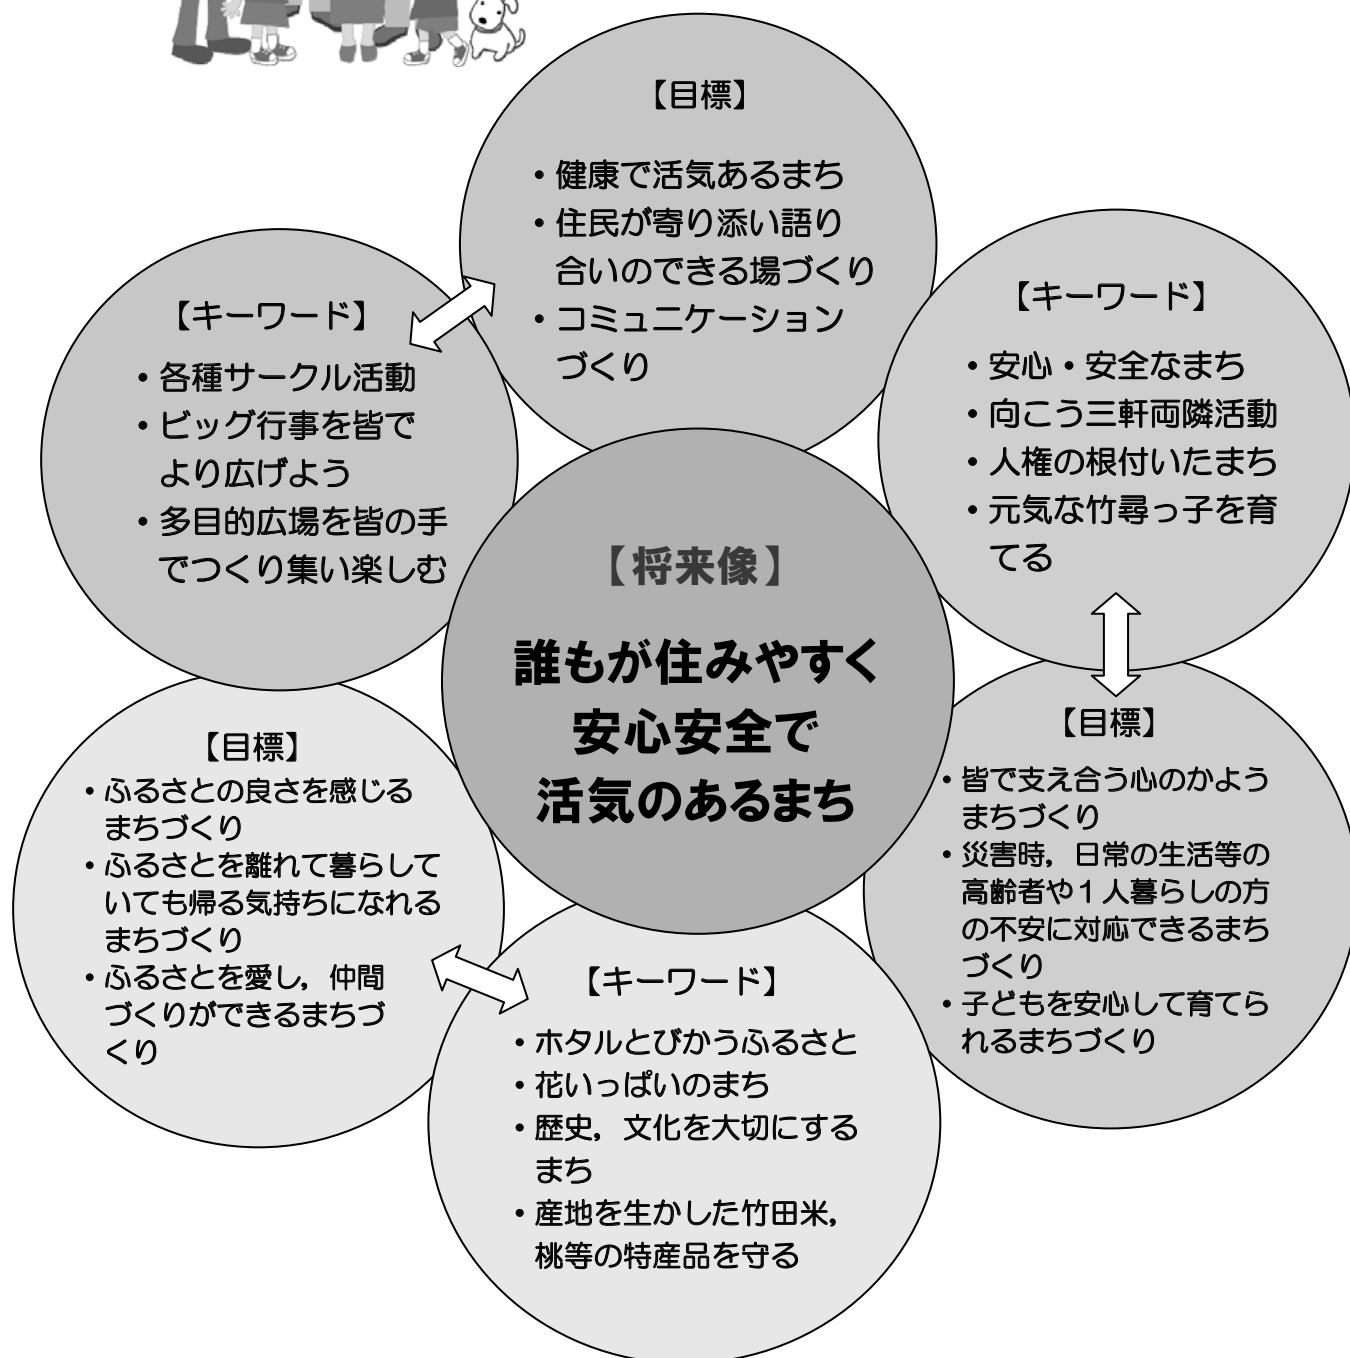 【目標】
・健康で活気あるまち
・住民が寄り添い語り
合いのできる場づくり
・コミュニケーション
づくり
【キーワード】
・各種サークル活動
・ビッグ行事を皆で
より広げよう
・多目的広場を皆の手
でつくり集い楽しむ
【キーワード】
・安心・安全なまち
・向こう三軒両隣活動
・人権の根付いたまち
・元気な竹尋っ子を育
てる
【将来像】
誰もが住みやすく
安心安全で
活気のあるまち
【目標】
・ふるさとの良さを感じる
まちづくり
・ふるさとを離れて暮らして
いても帰る気持ちになれる
まちづくり
・ふるさとを愛し，仲間
づくりができるまちづ
くり
【目標】
・皆で支え合う心のかよう
まちづくり
・災害時，日常の生活等の
高齢者や１人暮らしの方
の不安に対応できるまち
づくり
・子どもを安心して育てら
れるまちづくり
【キーワード】
・ホタルとびかうふるさと
・花いっぱいのまち
・歴史，文化を大切にする
まち
・産地を生かした竹田米，
桃等の特産品を守る